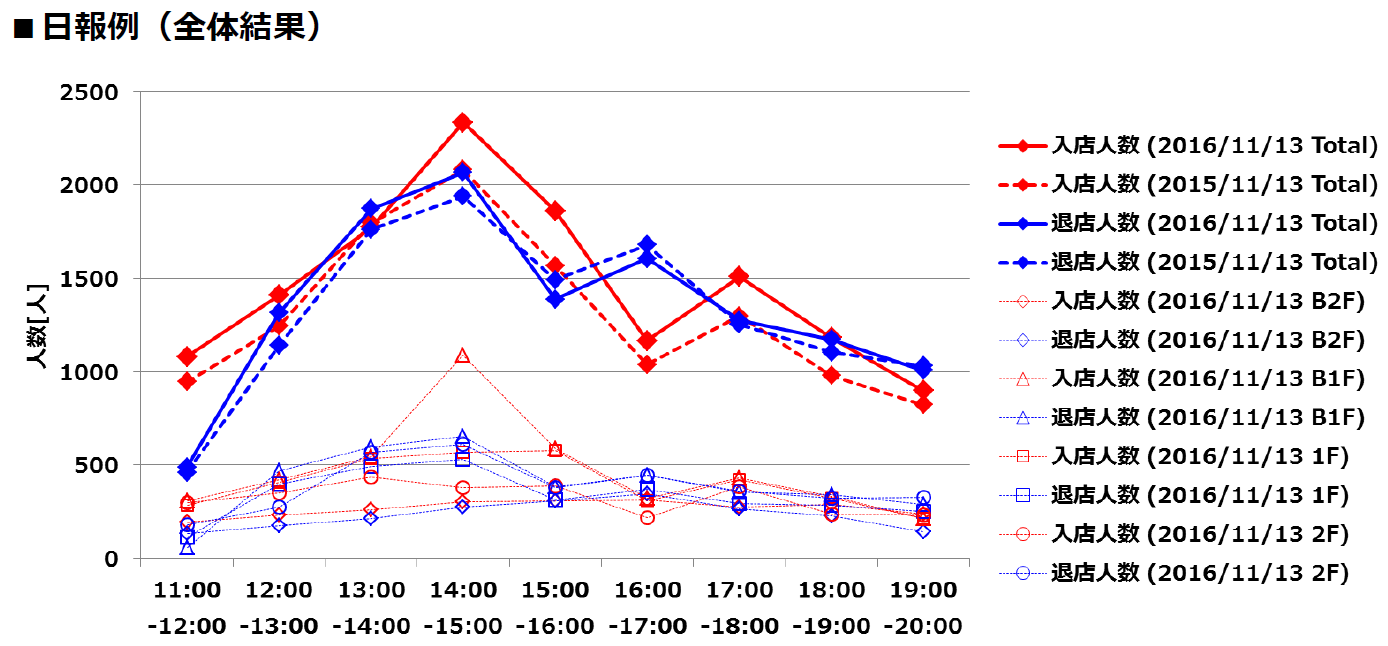 ■日報例（全体結果）
2500
2000
1500
1000
500
0
人数[人]
11:00 12:00 13:00 14:00 15:00 16:00 17:00 18:00 19:00
-12:00 -13:00 -14:00 -15:00 -16:00 -17:00 -18:00 -19:00 -20:00
入店人数 (2016/11/13 Total)
入店人数 (2015/11/13 Total)
退店人数 (2016/11/13 Total)
退店人数 (2015/11/13 Total)
入店人数 (2016/11/13 B2F)
退店人数 (2016/11/13 B2F)
入店人数 (2016/11/13 B1F)
退店人数 (2016/11/13 B1F)
入店人数 (2016/11/13 1F)
退店人数 (2016/11/13 1F)
入店人数 (2016/11/13 2F)
退店人数 (2016/11/13 2F)